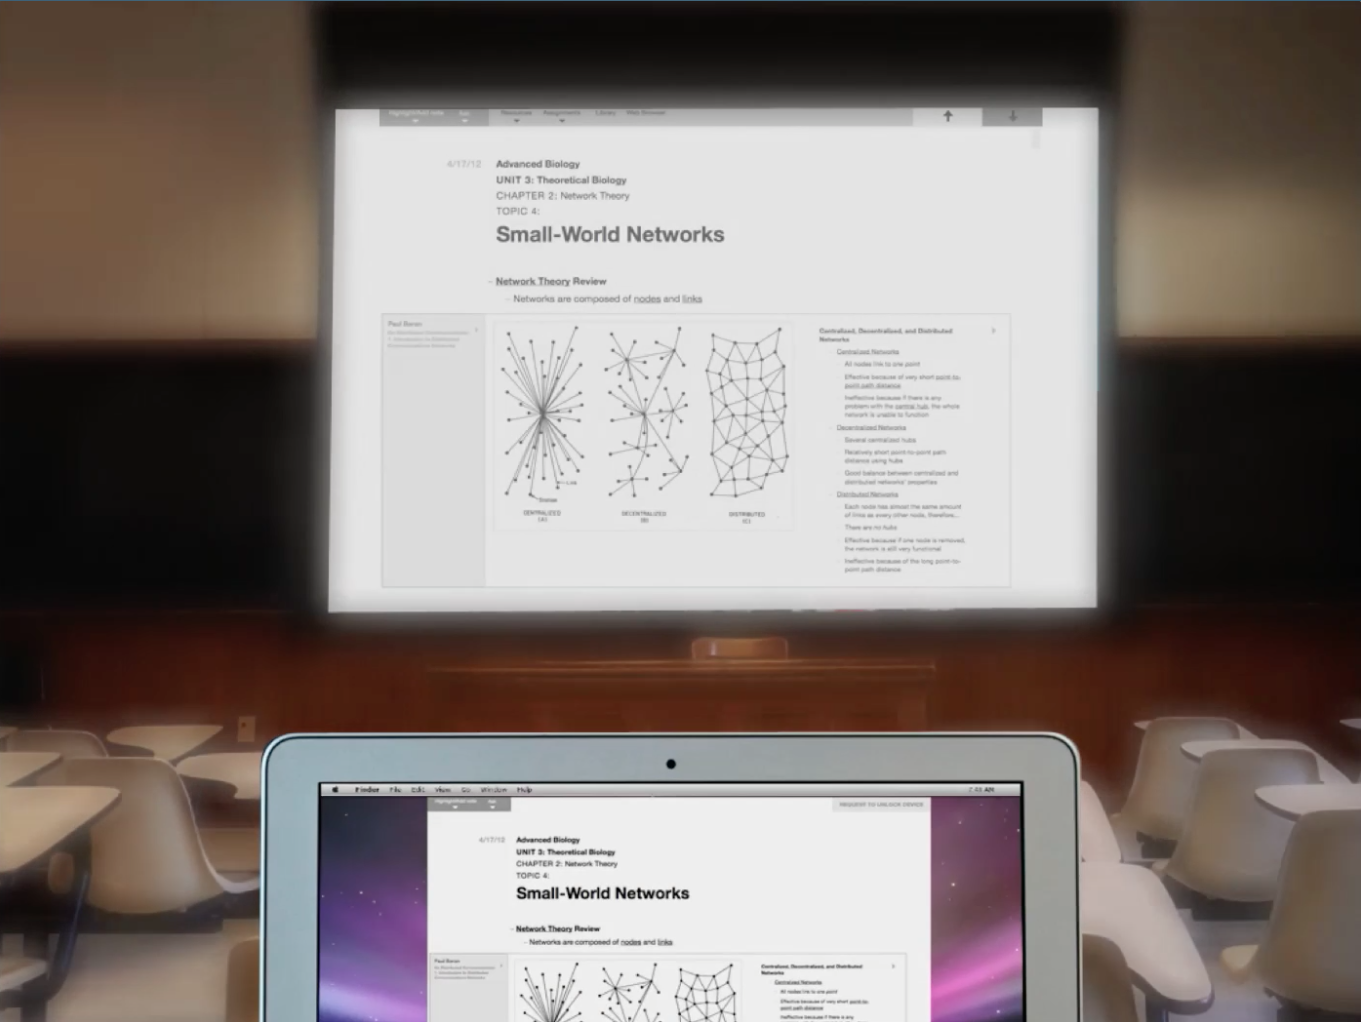 Resources Assignments Library Web Browser
4/17/12 Advanced Biology
UNIT 3: Theoretical Biology
CHAPTER 2: Network Theory
TOPIC 4:
Small-World Networks
– Network Theory Review
– Networks are composed of nodes and links
Paul Baran
CENTRALIZED
(A)
DECENTRALIZED
(B)
DISTRIBUTED
(C)
Link
Station
Centralized, Decentralized, and Distributed
Networks
Centralized Networks
All nodes link to one point
Effective because of very short point-to-
point path distance
Ineffective because if there is any
problem with the central hub, the whole
network is unable to function
Decentralized Networks
Several centralized hubs
Relatively short point-to-point path
distance using hubs
Good balance between centralized and
distributed networks' properties
Distributed Networks
Each node has almost the same amount
of links as every other node, therefore...
There are no hubs
Effective because if one node is removed,
the network is still very functional
Ineffective because of the long point-to-
point path distance
Finder File Edit View Go Window Help
REQUEST TO UNLOCK DEVICE
4/17/12 Advanced Biology
UNIT 3: Theoretical Biology
CHAPTER 2: Network Theory
TOPIC 4:
Small-World Networks
– Network Theory Review
– Networks are composed of nodes and links
Paul Baran
Centralized, Decentralized, and Distributed
Networks
Centralized Networks
All nodes link to one point
Effective because of very short point-to-
point path distance
Ineffective because if there is any